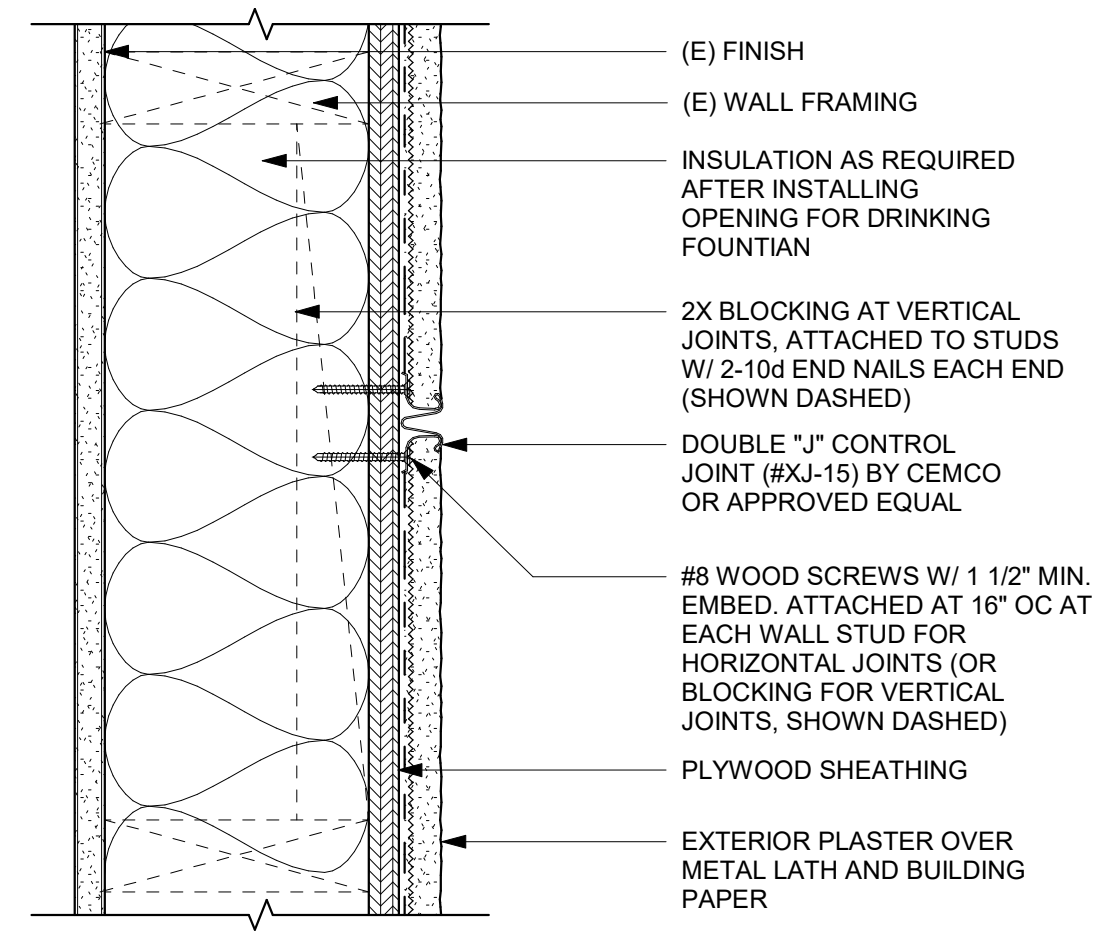 (E) FINISH
(E) WALL FRAMING
INSULATION AS REQUIRED
AFTER INSTALLING
OPENING FOR DRINKING
FOUNTIAN
2X BLOCKING AT VERTICAL
JOINTS, ATTACHED TO STUDS
W/ 2-10d END NAILS EACH END
(SHOWN DASHED)
DOUBLE "J" CONTROL
JOINT (#XJ-15) BY CEMCO
OR APPROVED EQUAL
#8 WOOD SCREWS W/ 1 1/2" MIN.
EMBED. ATTACHED AT 16" OC AT
EACH WALL STUD FOR
HORIZONTAL JOINTS (OR
BLOCKING FOR VERTICAL
JOINTS, SHOWN DASHED)
PLYWOOD SHEATHING
EXTERIOR PLASTER OVER
METAL LATH AND BUILDING
PAPER